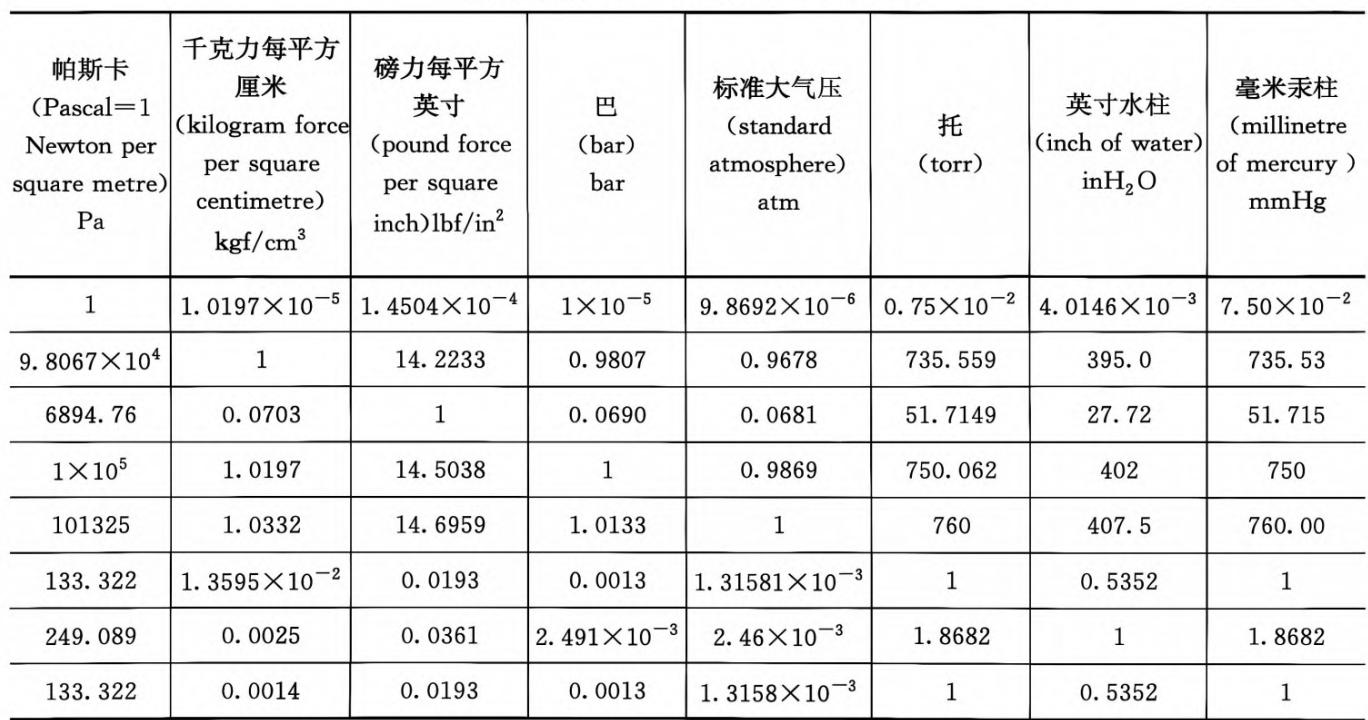 帕斯卡
(Pascal=1
Newton per
square metre)
Pa
千克力每平方
厘米
(kilogram force
per square
centimetre)
kgf/cm³
磅力每平方
英寸
(pound force
per square
inch)lbf/in²
巴
(bar)
bar
标准大气压
(standard
atmosphere)
atm
托
(torr)
英寸水柱
(inch of water)
inH₂O
毫米汞柱
(millinetre
of mercury )
mmHg
1 1.0197×10⁻⁵ 1.4504×10⁻⁴ 1×10⁻⁵ 9.8692×10⁻⁶ 0.75×10⁻² 4.0146×10⁻³ 7.50×10⁻²
9.8067×10⁴ 1 14.2233 0.9807 0.9678 735.559 395.0 735.53
6894.76 0.0703 1 0.0690 0.0681 51.7149 27.72 51.715
1×10⁵ 1.0197 14.5038 1 0.9869 750.062 402 750
101325 1.0332 14.6959 1.0133 1 760 407.5 760.00
133.322 1.3595×10⁻² 0.0193 0.0013 1.31581×10⁻³ 1 0.5352 1
249.089 0.0025 0.0361 2.491×10⁻³ 2.46×10⁻³ 1.8682 1 1.8682
133.322 0.0014 0.0193 0.0013 1.3158×10⁻³ 1 0.5352 1